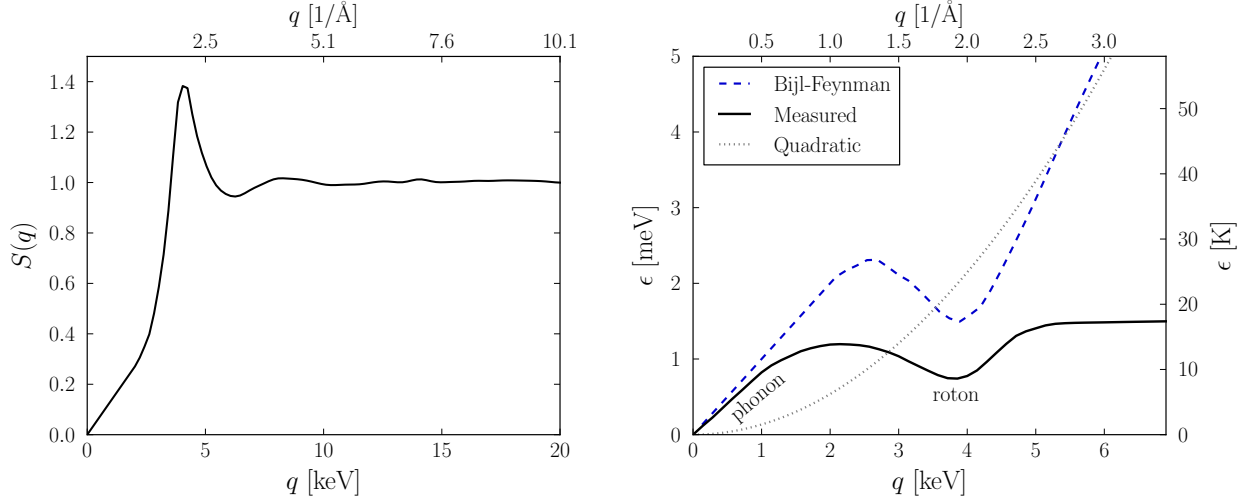 q [1/Å]
2.5 5.1 7.6 10.1
1.4
1.2
1.0
0.8
0.6
0.4
0.2
0.0
S(q)
0 5 10 15 20
q [keV]
q [1/Å]
0.5 1.0 1.5 2.0 2.5 3.0
5
4
3
2
1
0
ϵ [meV]
Bijl-Feynman
Measured
Quadratic
phonon
roton
50
40
30
20
10
0
ϵ [K]
0 1 2 3 4 5 6
q [keV]